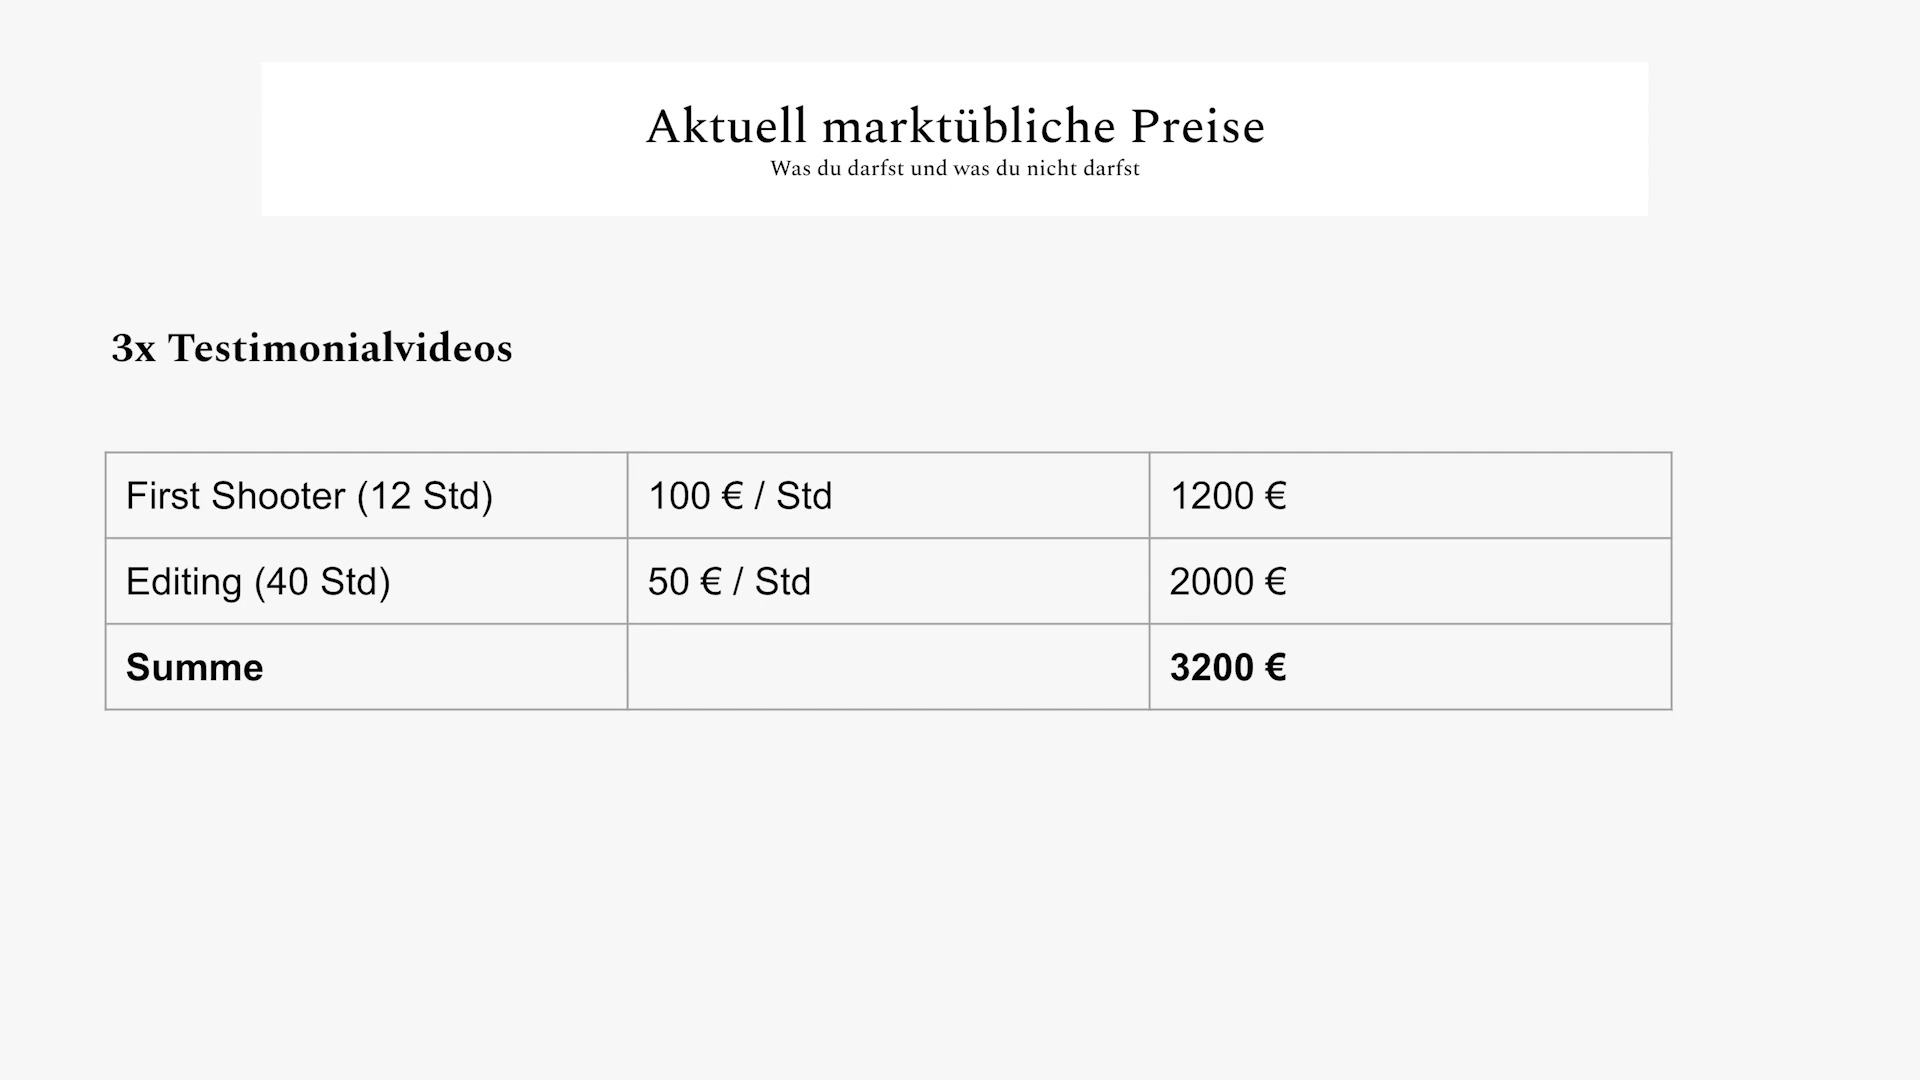 Aktuell marktübliche Preise
Was du darfst und was du nicht darfst
3x Testimonialvideos
First Shooter (12 Std) 100 € / Std 1200 €
Editing (40 Std) 50 € / Std 2000 €
Summe 3200 €